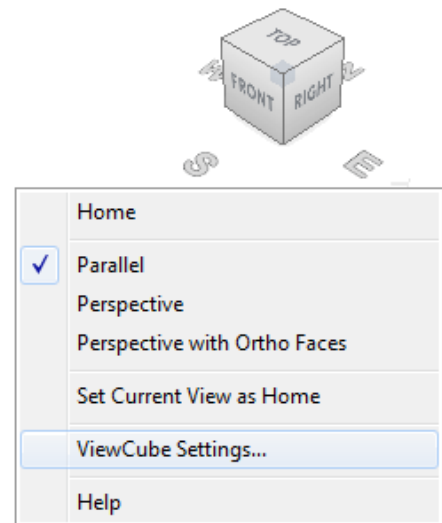 TOP
W N
FRONT RIGHT
S E
Home
Parallel
Perspective
Perspective with Ortho Faces
Set Current View as Home
ViewCube Settings...
Help